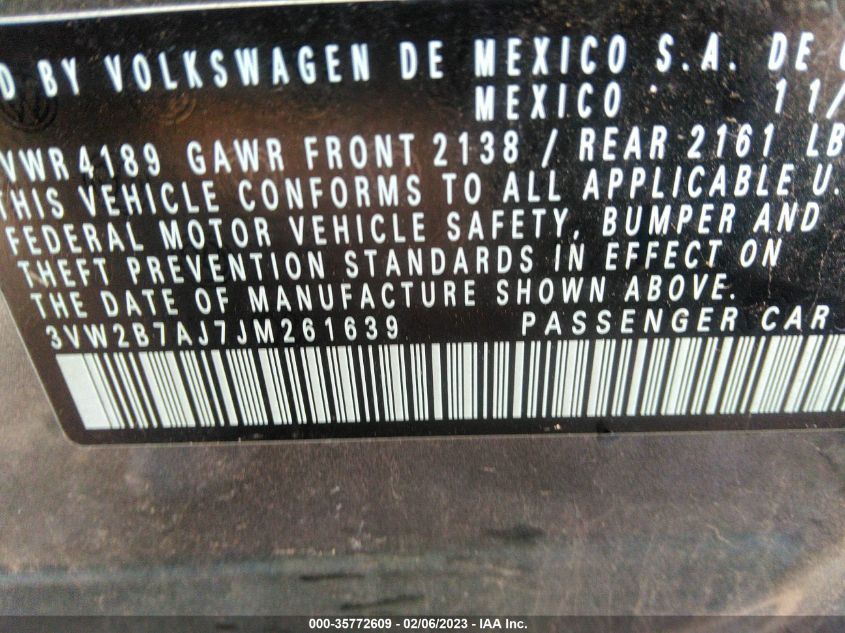 D BY VOLKSWAGEN DE MEXICO S.A. DE
MEXICO 11/
VWR 4189 GAWR FRONT 2138 / REAR 2161 LB
THIS VEHICLE CONFORMS TO ALL APPLICABLE U.
FEDERAL MOTOR VEHICLE SAFETY, BUMPER AND
THEFT PREVENTION STANDARDS IN EFFECT ON
THE DATE OF MANUFACTURE SHOWN ABOVE.
3VW2B7AJ7JM261639 PASSENGER CAR
000-35772609 - 02/06/2023 - IAA Inc.